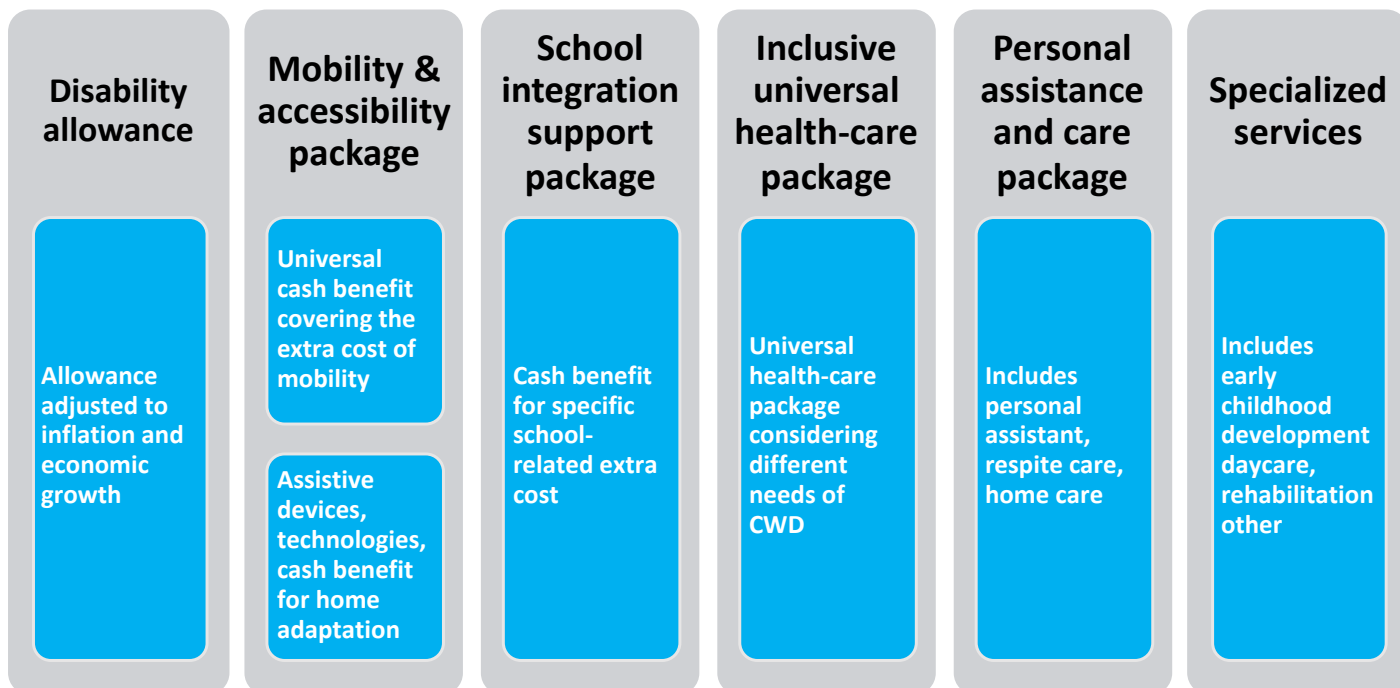 Disability
allowance
Allowance
adjusted to
inflation and
economic
growth
Mobility &
accessibility
package
Universal
cash benefit
covering the
extra cost of
mobility
Assistive
devices,
technologies,
cash benefit
for home
adaptation
School
integration
support
package
Cash benefit
for specific
school-
related extra
cost
Inclusive
universal
health-care
package
Universal
health-care
package
considering
different
needs of
CWD
Personal
assistance
and care
package
Includes
personal
assistant,
respite care,
home care
Specialized
services
Includes
early
childhood
development
daycare,
rehabilitation
other